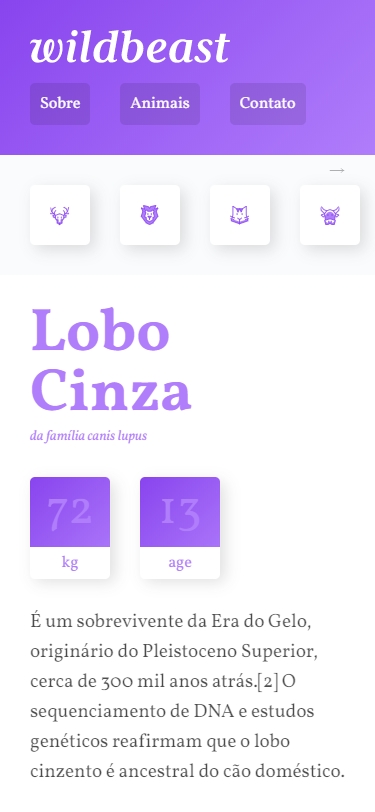 wildbeast
Sobre Animais Contato
→
Lobo
Cinza
da família canis lupus
72 13
kg age
É um sobrevivente da Era do Gelo,
originário do Pleistoceno Superior,
cerca de 300 mil anos atrás.[2] O
sequenciamento de DNA e estudos
genéticos reafirmam que o lobo
cinzento é ancestral do cão doméstico.